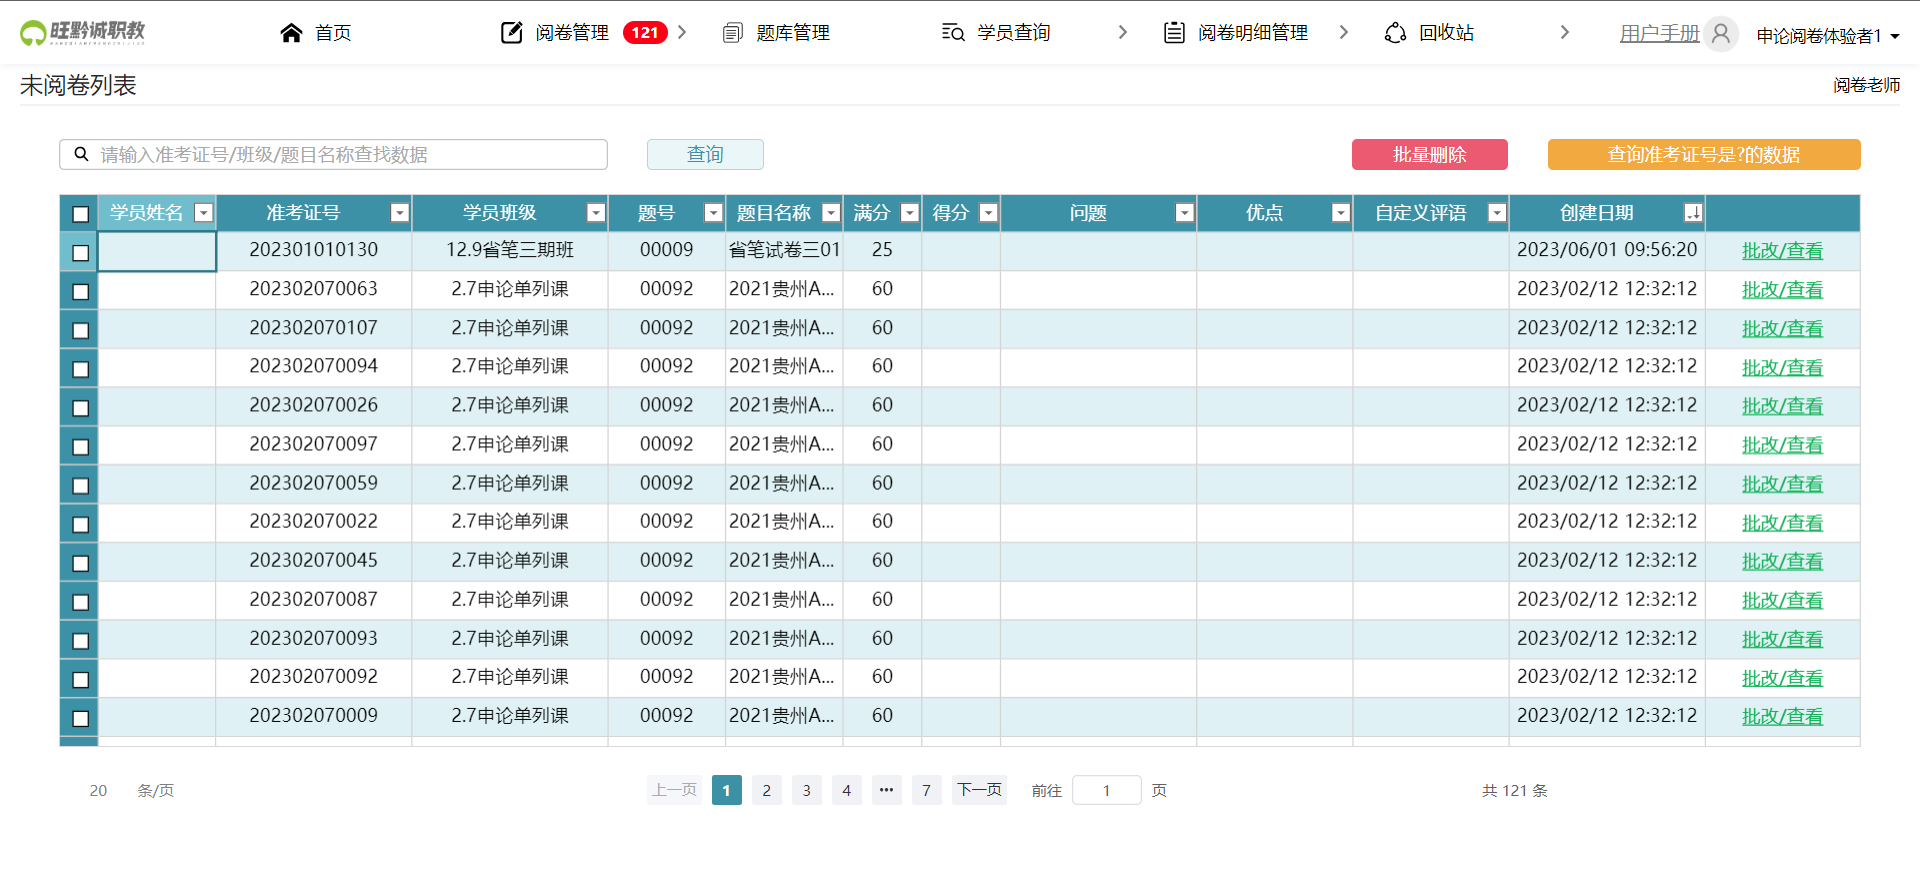 旺黔诚职教
首页
阅卷管理 121
题库管理
学员查询
阅卷明细管理
回收站
用户手册
申论阅卷体验者1
未阅卷列表
阅卷老师
请输入准考证号/班级/题目名称查找数据
查询
批量删除
查询准考证号是?的数据
学员姓名 准考证号 学员班级 题号 题目名称 满分 得分 问题 优点 自定义评语 创建日期
202301010130 12.9省笔三期班 00009 省笔试卷三01 25 2023/06/01 09:56:20 批改/查看
202302070063 2.7申论单列课 00092 2021贵州A... 60 2023/02/12 12:32:12 批改/查看
202302070107 2.7申论单列课 00092 2021贵州A... 60 2023/02/12 12:32:12 批改/查看
202302070094 2.7申论单列课 00092 2021贵州A... 60 2023/02/12 12:32:12 批改/查看
202302070026 2.7申论单列课 00092 2021贵州A... 60 2023/02/12 12:32:12 批改/查看
202302070097 2.7申论单列课 00092 2021贵州A... 60 2023/02/12 12:32:12 批改/查看
202302070059 2.7申论单列课 00092 2021贵州A... 60 2023/02/12 12:32:12 批改/查看
202302070022 2.7申论单列课 00092 2021贵州A... 60 2023/02/12 12:32:12 批改/查看
202302070045 2.7申论单列课 00092 2021贵州A... 60 2023/02/12 12:32:12 批改/查看
202302070087 2.7申论单列课 00092 2021贵州A... 60 2023/02/12 12:32:12 批改/查看
202302070093 2.7申论单列课 00092 2021贵州A... 60 2023/02/12 12:32:12 批改/查看
202302070092 2.7申论单列课 00092 2021贵州A... 60 2023/02/12 12:32:12 批改/查看
202302070009 2.7申论单列课 00092 2021贵州A... 60 2023/02/12 12:32:12 批改/查看
20 条/页 上一页 1 2 3 4 ••• 7 下一页 前往 1 页 共 121 条